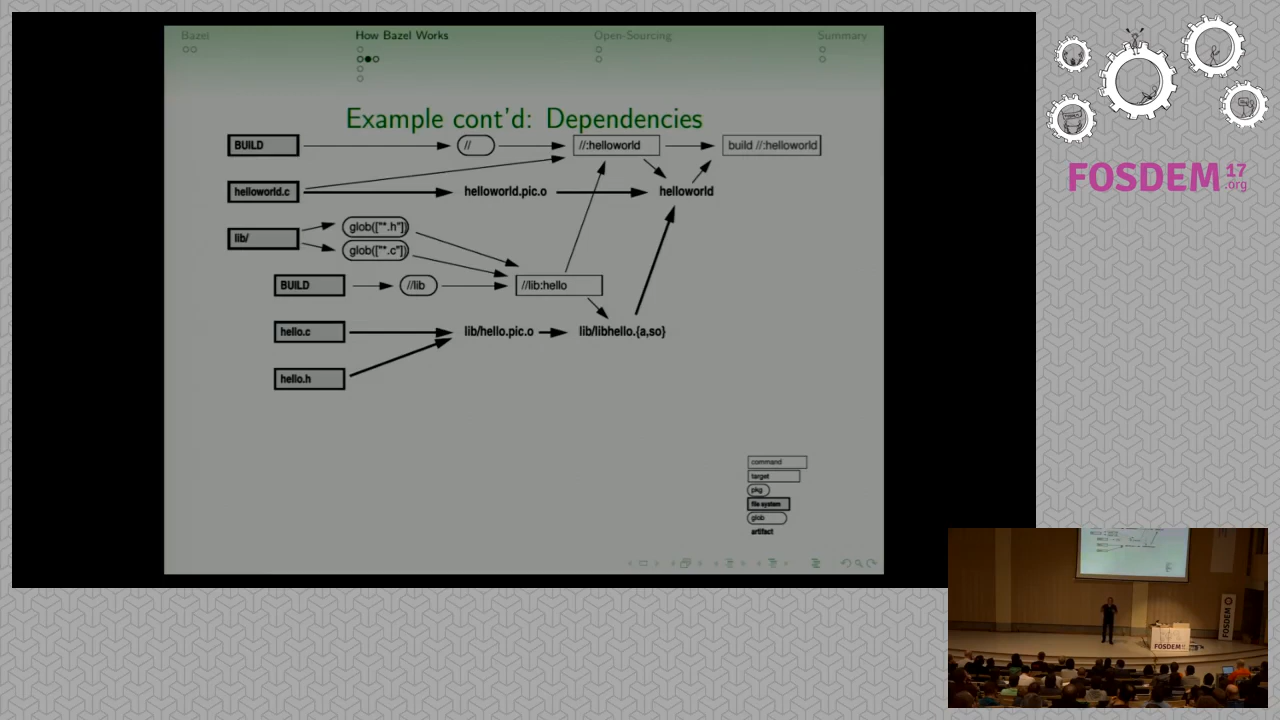 Bazel
How Bazel Works
Open-Sourcing
Summary
Example cont'd: Dependencies
BUILD
//
//:helloworld
build //:helloworld
helloworld.c
helloworld.pic.o
helloworld
lib/
glob(["*.h"])
glob(["*.c"])
BUILD
//lib
//lib:hello
hello.c
lib/hello.pic.o
lib/libhello.{a,so}
hello.h
command
target
pkg
file system
glob
artifact
FOSDEM 17
.org
FOSDEM
FOSDEM